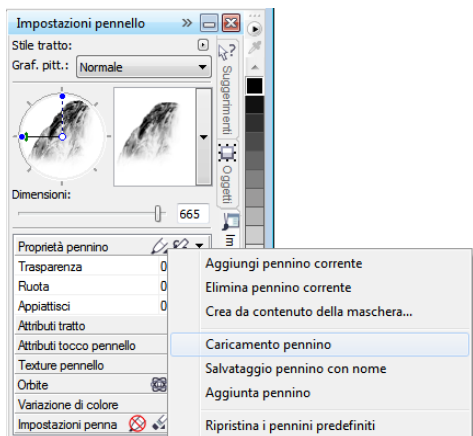 Impostazioni pennello
Stile tratto:
Graf. pitt.: Normale
Suggerimenti
Oggetti
Dimensioni:
665
Im
Proprietà pennino
Trasparenza 0
Ruota 0
Appiattisci 0
Attributi tratto
Attributi tocco pennello
Texture pennello
Orbite
Variazione di colore
Impostazioni penna
Aggiungi pennino corrente
Elimina pennino corrente
Crea da contenuto della maschera...
Caricamento pennino
Salvataggio pennino con nome
Aggiunta pennino
Ripristina i pennini predefiniti